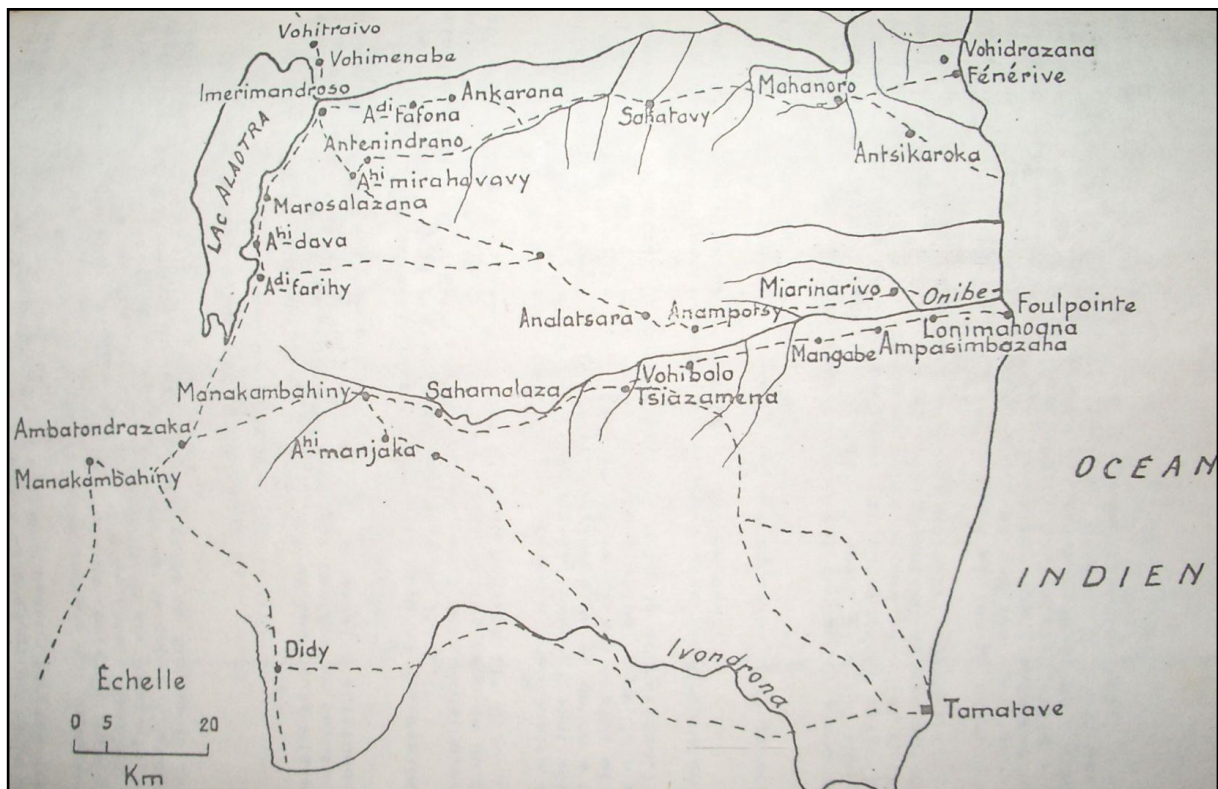 Vohitraivo
Vohimenabe
Vohidrazana
Fénérive
Imerimandroso
Adi fafona
Ankarana
Sakatavy
Mahanoro
Antsikaroka
Antenindrano
Ahi mirahavavy
LAC ALAOTRA
Marosalazana
Ahi dava
Adi farihy
Miarinarivo
Onibe
Foulpointe
Analatsara
Anampotsy
Lonimahogna
Ampasimbazaha
Mangabe
Vohibolo
Tsiazamena
Sahamalaza
Manakambahiny
Ahi manjaka
Ambatondrazaka
Manakambahiny
OCEAN
INDIEN
Ivondrona
Didy
Tamatave
Échelle
0 5 20
Km